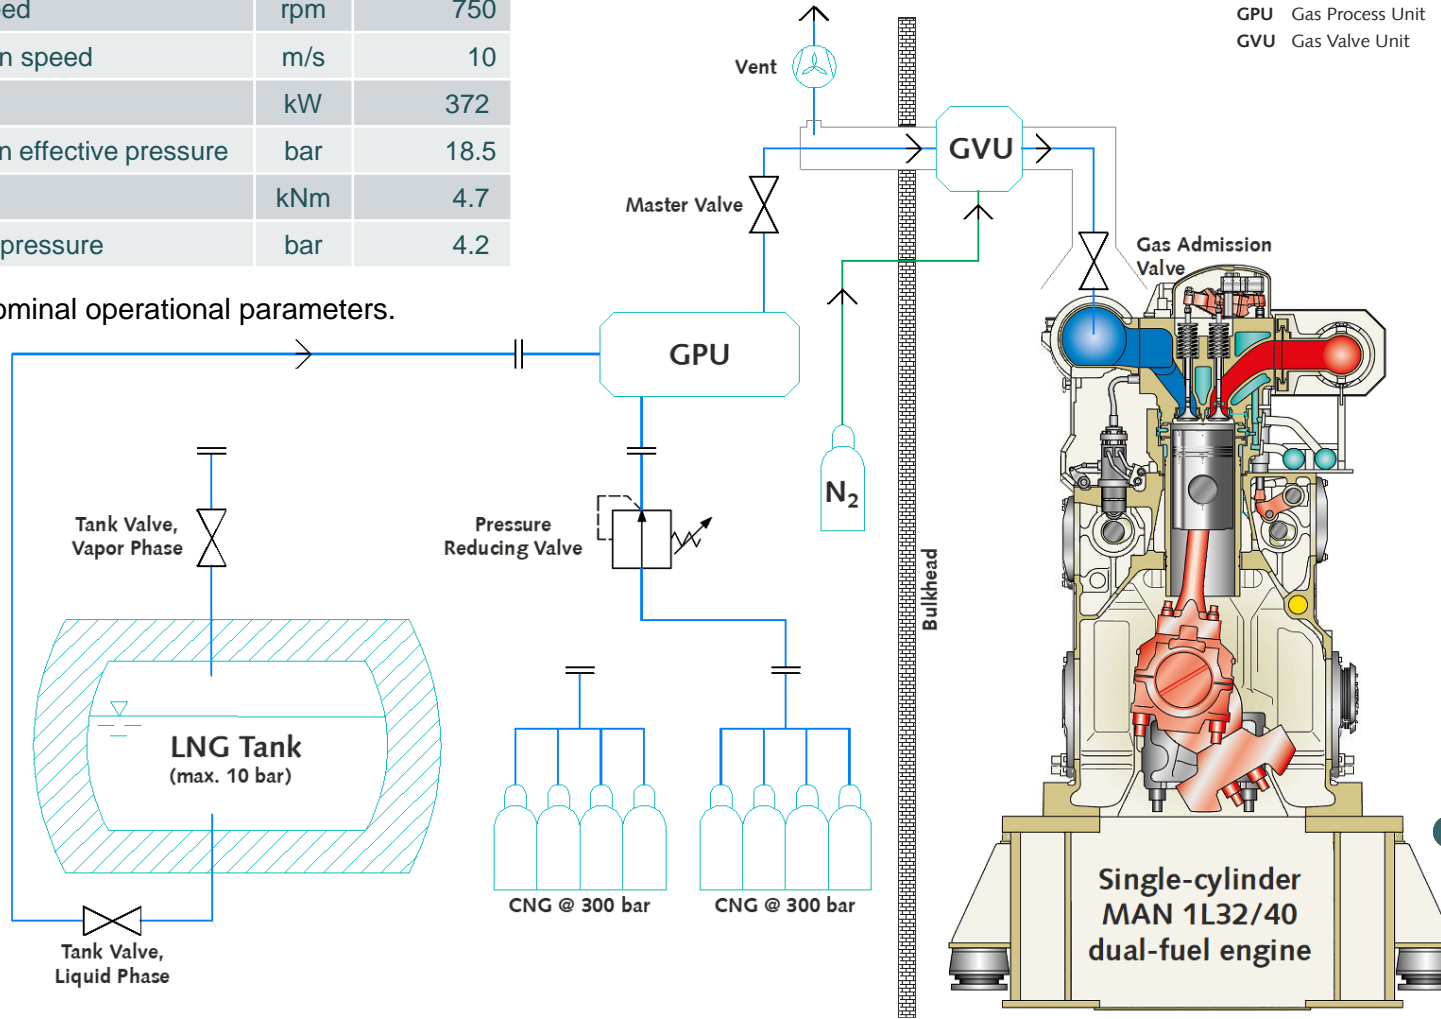 eed rpm 750
n speed m/s 10
kW 372
n effective pressure bar 18.5
kNm 4.7
pressure bar 4.2
ominal operational parameters.
GPU Gas Process Unit
GVU Gas Valve Unit
Vent
GVU
Master Valve
Gas Admission
Valve
GPU
N2
Tank Valve,
Vapor Phase
Pressure
Reducing Valve
Bulkhead
LNG Tank
(max. 10 bar)
CNG @ 300 bar
CNG @ 300 bar
Tank Valve,
Liquid Phase
Single-cylinder
MAN 1L32/40
dual-fuel engine